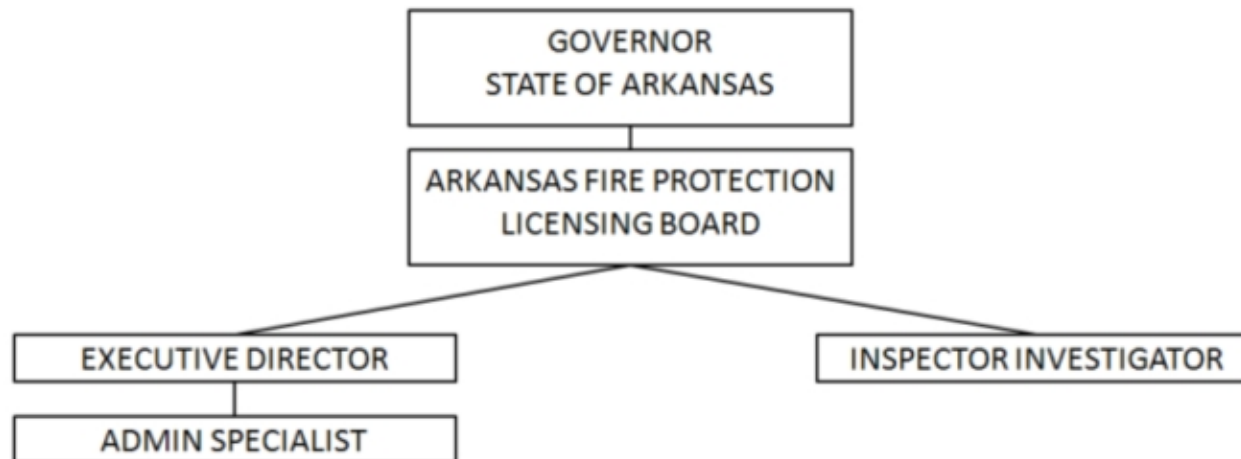 GOVERNOR
STATE OF ARKANSAS
ARKANSAS FIRE PROTECTION
LICENSING BOARD
EXECUTIVE DIRECTOR
INSPECTOR INVESTIGATOR
ADMIN SPECIALIST